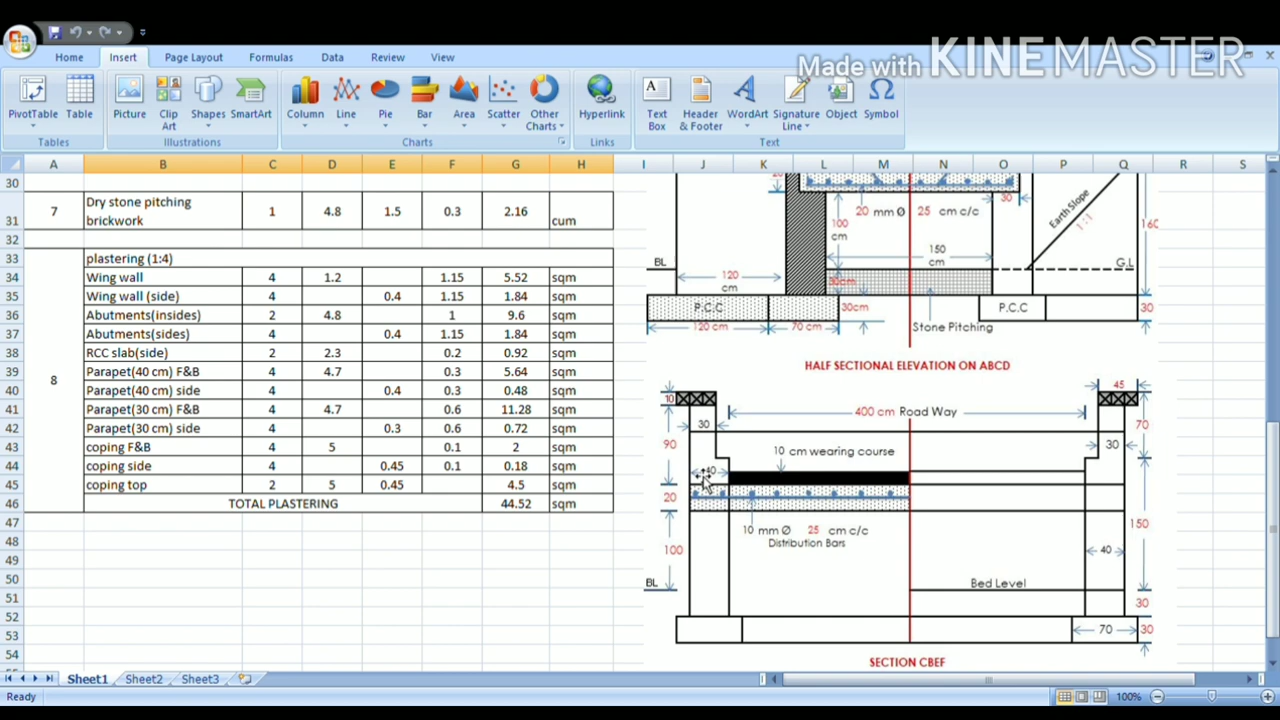 Made with KINEMASTER
Home Insert Page Layout Formulas Data Review View
PivotTable Table Picture Clip Art Shapes SmartArt Column Line Pie Bar Area Scatter Other Charts Hyperlink Text Box Header & Footer WordArt Signature Line Object Symbol
Tables Illustrations Charts Links Text
A B C D E F G H I J K L M N O P Q R S
30
31 7 Dry stone pitching brickwork 1 4.8 1.5 0.3 2.16 cum
32
33 plastering (1:4)
34 Wing wall 4 1.2 1.15 5.52 sqm
35 Wing wall (side) 4 0.4 1.15 1.84 sqm
36 Abutments(insides) 2 4.8 1 9.6 sqm
37 Abutments(sides) 4 0.4 1.15 1.84 sqm
38 RCC slab(side) 2 2.3 0.2 0.92 sqm
39 Parapet(40 cm) F&B 4 4.7 0.3 5.64 sqm
8
40 Parapet(40 cm) side 4 0.4 0.3 0.48 sqm
41 Parapet(30 cm) F&B 4 4.7 0.6 11.28 sqm
42 Parapet(30 cm) side 4 0.3 0.6 0.72 sqm
43 coping F&B 4 5 0.1 2 sqm
44 coping side 4 0.45 0.1 0.18 sqm
45 coping top 2 5 0.45 4.5 sqm
46 TOTAL PLASTERING 44.52 sqm
47
48
49
50
51
52
53
54
30
20 mm Ø 25 cm c/c
100 cm
Earth Slope
1:1
160
150 cm
BL
G.L
120 cm
30cm
P.C.C
30cm
P.C.C
30
120 cm
70 cm
Stone Pitching
HALF SECTIONAL ELEVATION ON ABCD
45
10
400 cm Road Way
30
70
90
10 cm wearing course
30
40
20
10 mm Ø 25 cm c/c
Distribution Bars
150
100
40
BL
Bed Level
30
70
30
SECTION CBEF
Sheet1 Sheet2 Sheet3
Ready 100%